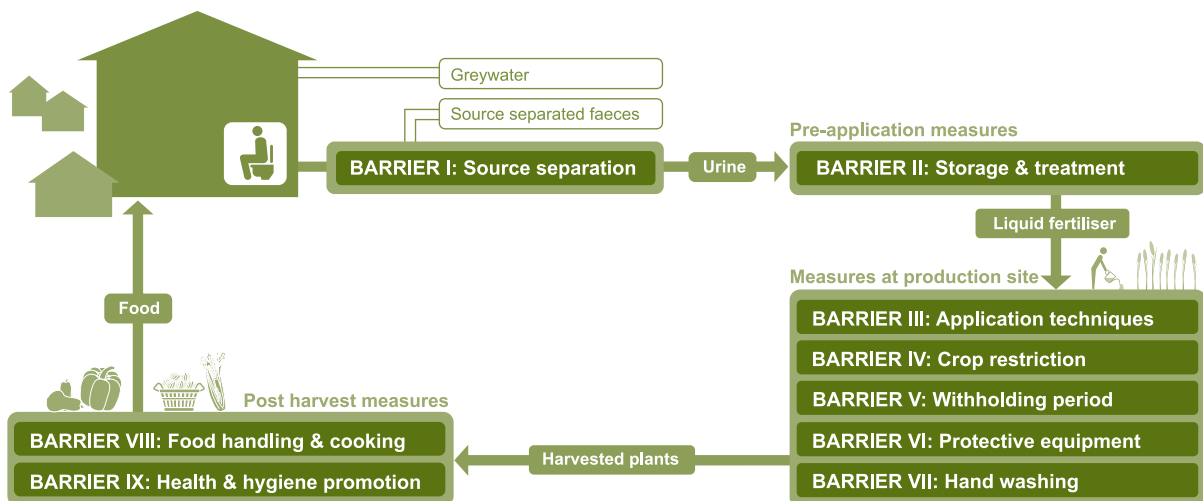 Greywater
Source separated faeces
BARRIER I: Source separation
Urine
Pre-application measures
BARRIER II: Storage & treatment
Liquid fertiliser
Measures at production site
BARRIER III: Application techniques
BARRIER IV: Crop restriction
BARRIER V: Withholding period
BARRIER VI: Protective equipment
BARRIER VII: Hand washing
Harvested plants
Post harvest measures
BARRIER VIII: Food handling & cooking
BARRIER IX: Health & hygiene promotion
Food